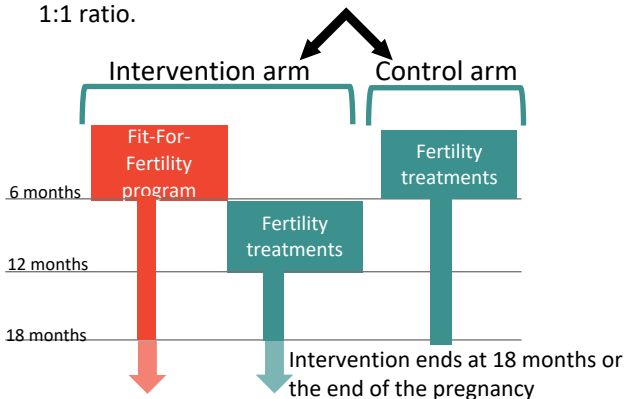 1:1 ratio.
Intervention arm
Control arm
Fit-For-
Fertility
program
Fertility
treatments
6 months
Fertility
treatments
12 months
18 months
Intervention ends at 18 months or
the end of the pregnancy